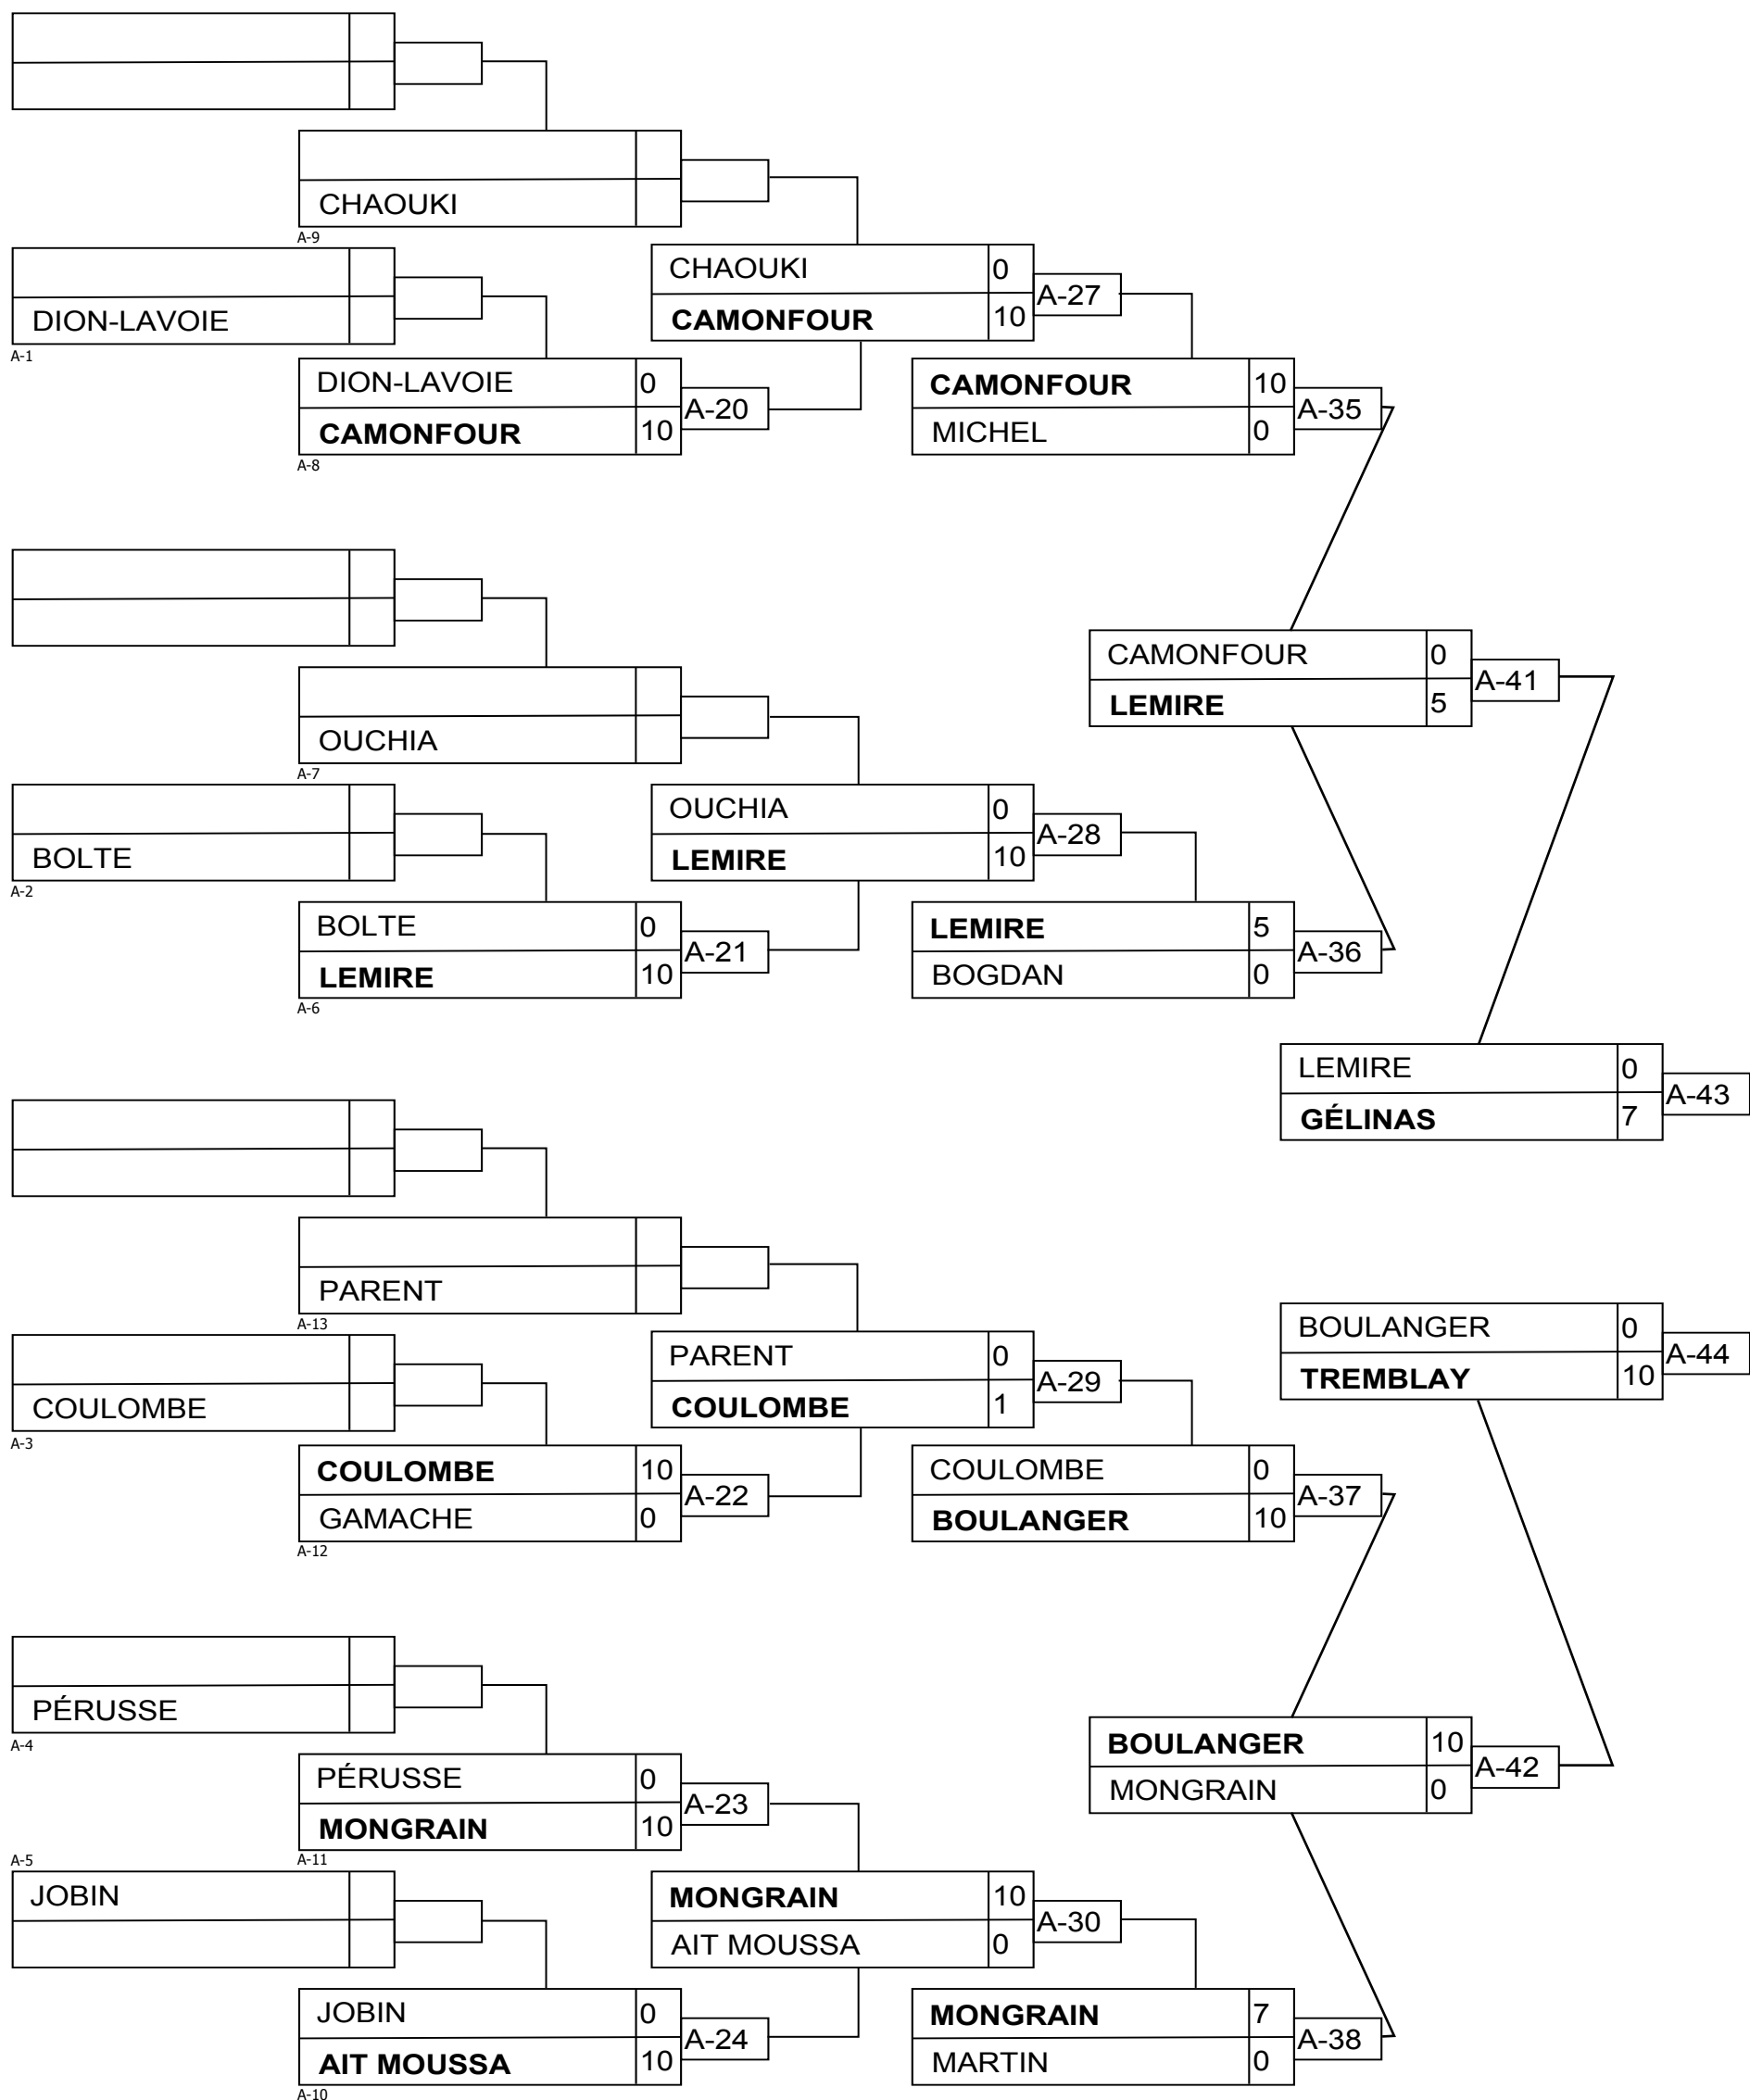 CHAOUKI
A-9
DION-LAVOIE
A-1
CHAOUKI 0
A-27
CAMONFOUR 10
DION-LAVOIE 0
A-20
CAMONFOUR 10
A-8
CAMONFOUR 10
A-35
MICHEL 0
OUCHIA
A-7
CAMONFOUR 0
A-41
LEMIRE 5
BOLTE
A-2
OUCHIA 0
A-28
LEMIRE 10
BOLTE 0
A-21
LEMIRE 10
A-6
LEMIRE 5
A-36
BOGDAN 0
LEMIRE 0
A-43
GÉLINAS 7
PARENT
A-13
COULOMBE
A-3
PARENT 0
A-29
COULOMBE 1
BOULANGER 0
A-44
TREMBLAY 10
COULOMBE 10
A-22
GAMACHE 0
A-12
COULOMBE 0
A-37
BOULANGER 10
PÉRUSSE
A-4
PÉRUSSE 0
A-23
MONGRAIN 10
A-11
BOULANGER 10
A-42
MONGRAIN 0
A-5
JOBIN
MONGRAIN 10
A-30
AIT MOUSSA 0
JOBIN 0
A-24
AIT MOUSSA 10
A-10
MONGRAIN 7
A-38
MARTIN 0